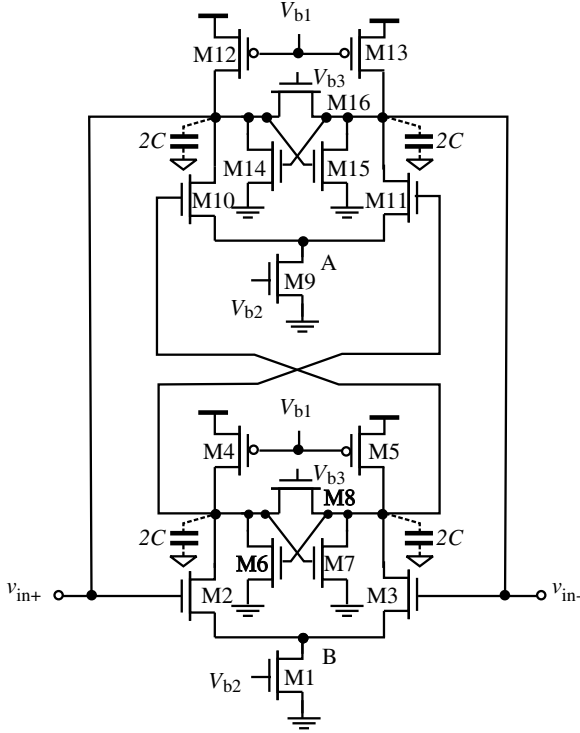 Vb1
M12 M13
Vb3
M16
2C 2C
M14 M15
M10 M11
A
M9
Vb2
Vb1
M4 M5
Vb3
M8
2C 2C
M6 M7
vin+ M2 M3 vin-
B
M1
Vb2